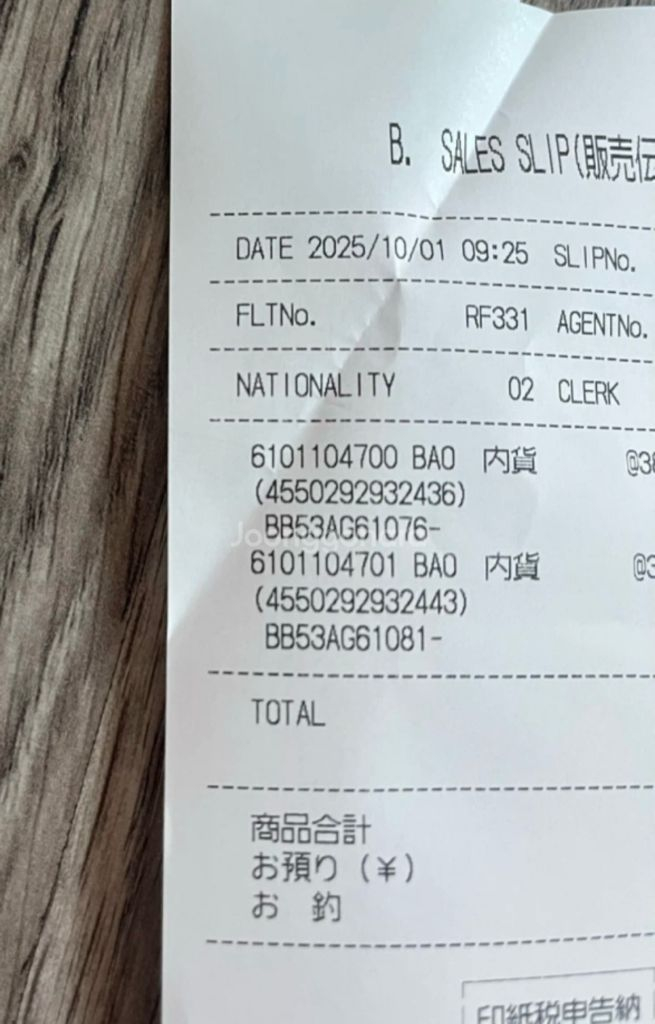 B. SALES SLIP(販売伝
DATE 2025/10/01 09:25 SLIPNo.
FLTNo. RF331 AGENTNo.
NATIONALITY 02 CLERK
6101104700 BAO 内貨 @38
(4550292932436)
BB53AG61076-
6101104701 BAO 内貨 @3
(4550292932443)
BB53AG61081-
TOTAL
商品合計
お預り (¥)
お 釣
印紙税申告納